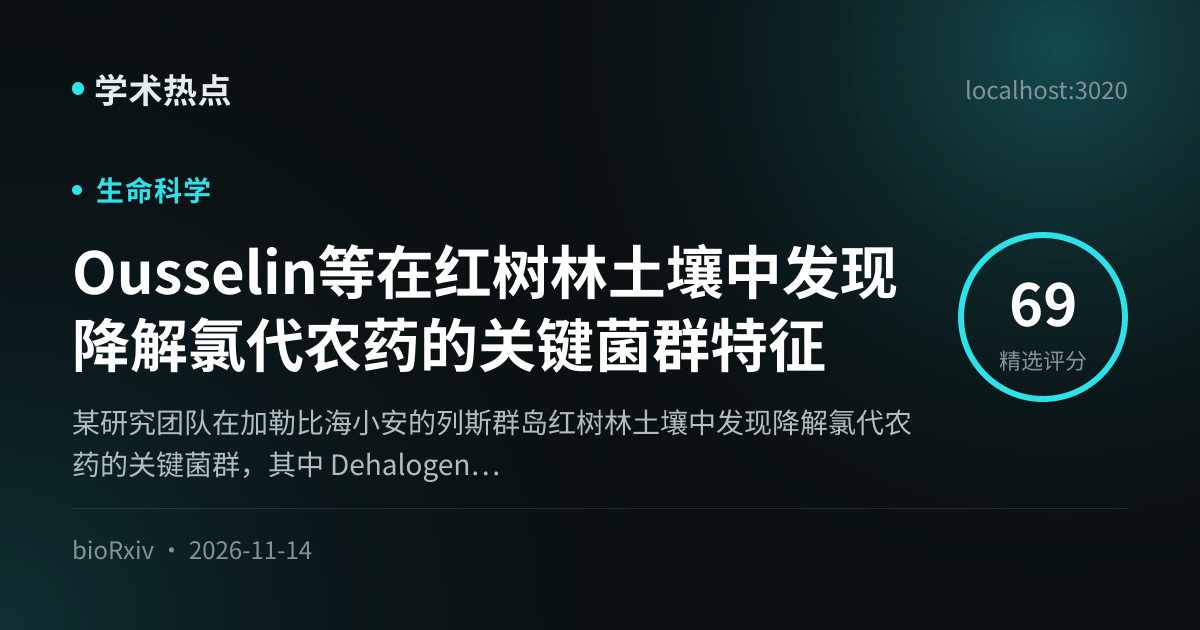 学术热点
localhost:3020
生命科学
Ousselin等在红树林土壤中发现
降解氯代农药的关键菌群特征
69
精选评分
某研究团队在加勒比海小安的列斯群岛红树林土壤中发现降解氯代农
药的关键菌群，其中 Dehalogen…
bioRxiv · 2026-11-14